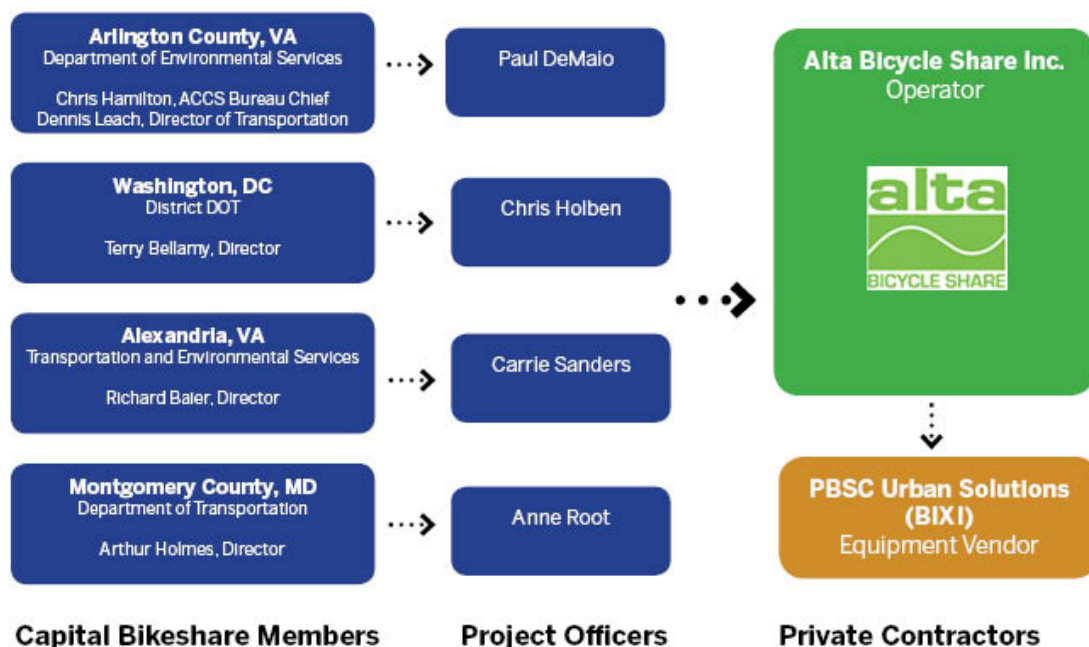 Arlington County, VA
Department of Environmental Services
Chris Hamilton, ACCS Bureau Chief
Dennis Leach, Director of Transportation
Paul DeMaio
Washington, DC
District DOT
Terry Bellamy, Director
Chris Holben
Alexandria, VA
Transportation and Environmental Services
Richard Baier, Director
Carrie Sanders
Montgomery County, MD
Department of Transportation
Arthur Holmes, Director
Anne Root
Alta Bicycle Share Inc.
Operator
alta
BICYCLE SHARE
PBSC Urban Solutions
(BIXI)
Equipment Vendor
Capital Bikeshare Members
Project Officers
Private Contractors